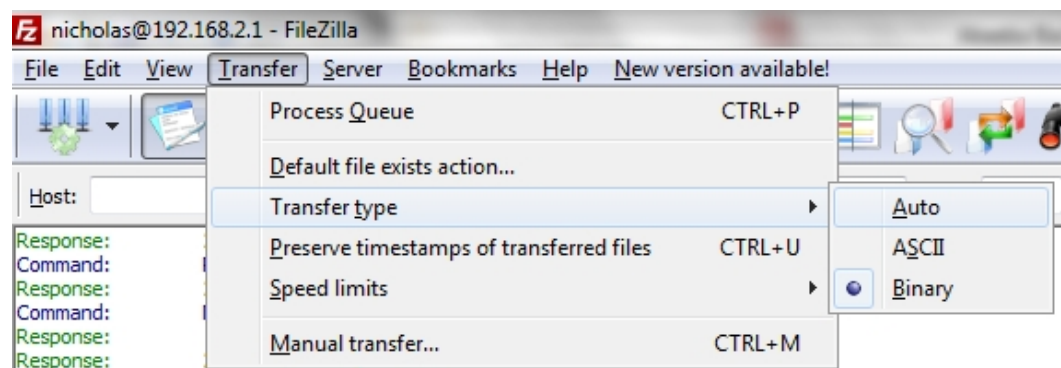 nicholas@192.168.2.1 - FileZilla
File Edit View Transfer Server Bookmarks Help New version available!
Process Queue CTRL+P
Default file exists action...
Host:
Transfer type
Auto
Preserve timestamps of transferred files CTRL+U
ASCII
Speed limits
Binary
Manual transfer... CTRL+M
Response:
Command:
Response:
Command:
Response:
Response: